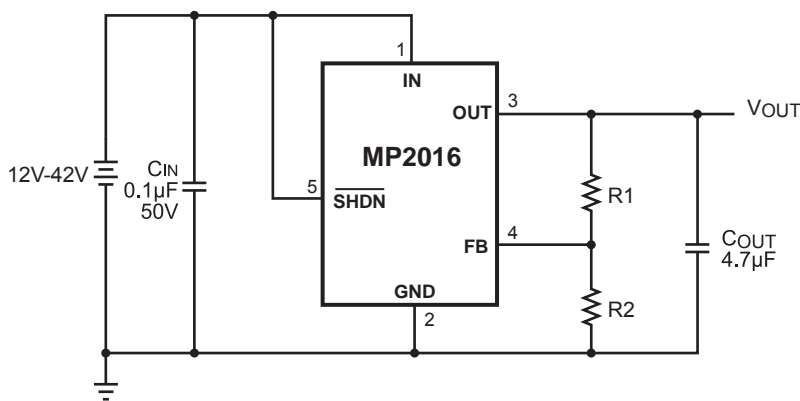 1
IN
OUT
3
VOUT
MP2016
12V-42V
CIN
0.1µF
50V
5
SHDN
R1
4
FB
COUT
4.7µF
GND
2
R2